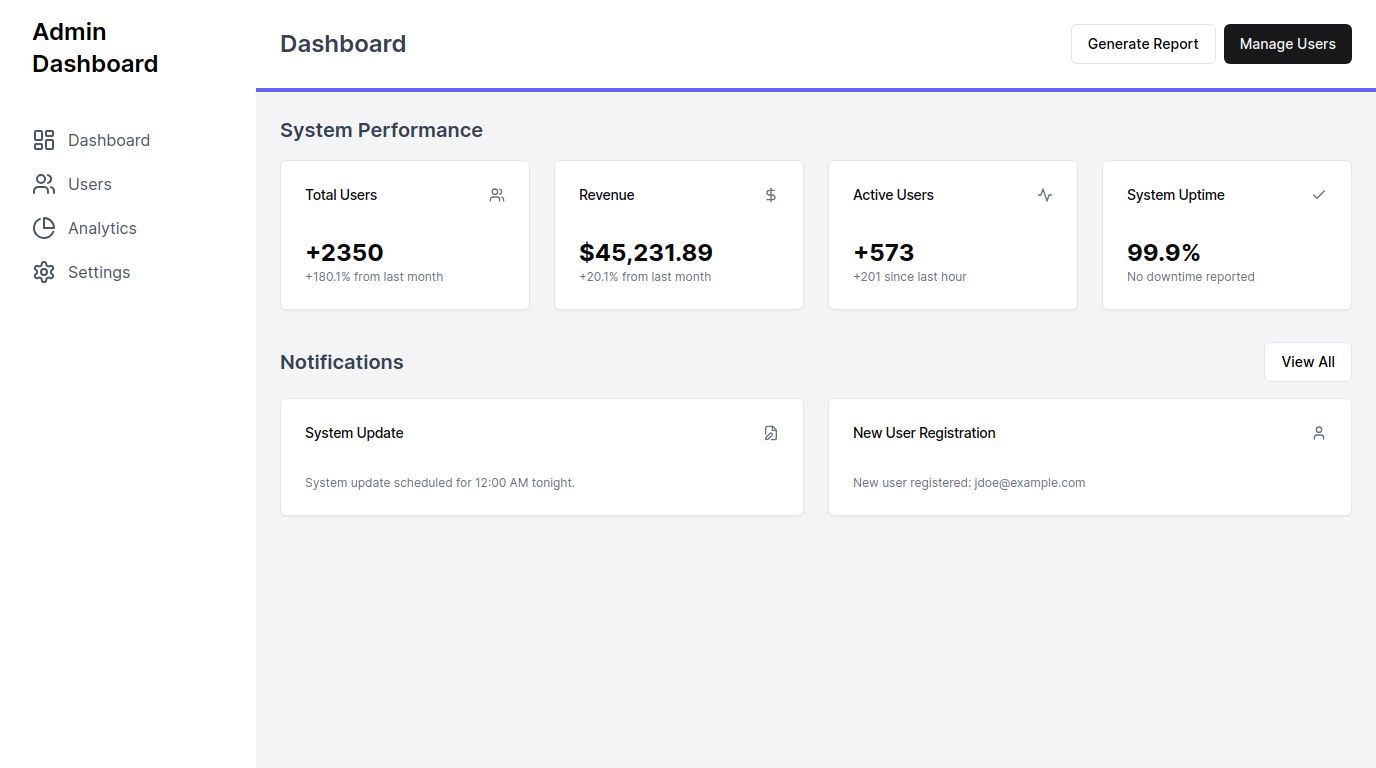 Admin
Dashboard
Dashboard
Users
Analytics
Settings
Dashboard
Generate Report
Manage Users
System Performance
Total Users
+2350
+180.1% from last month
Revenue
$45,231.89
+20.1% from last month
Active Users
+573
+201 since last hour
System Uptime
99.9%
No downtime reported
Notifications
View All
System Update
System update scheduled for 12:00 AM tonight.
New User Registration
New user registered: jdoe@example.com